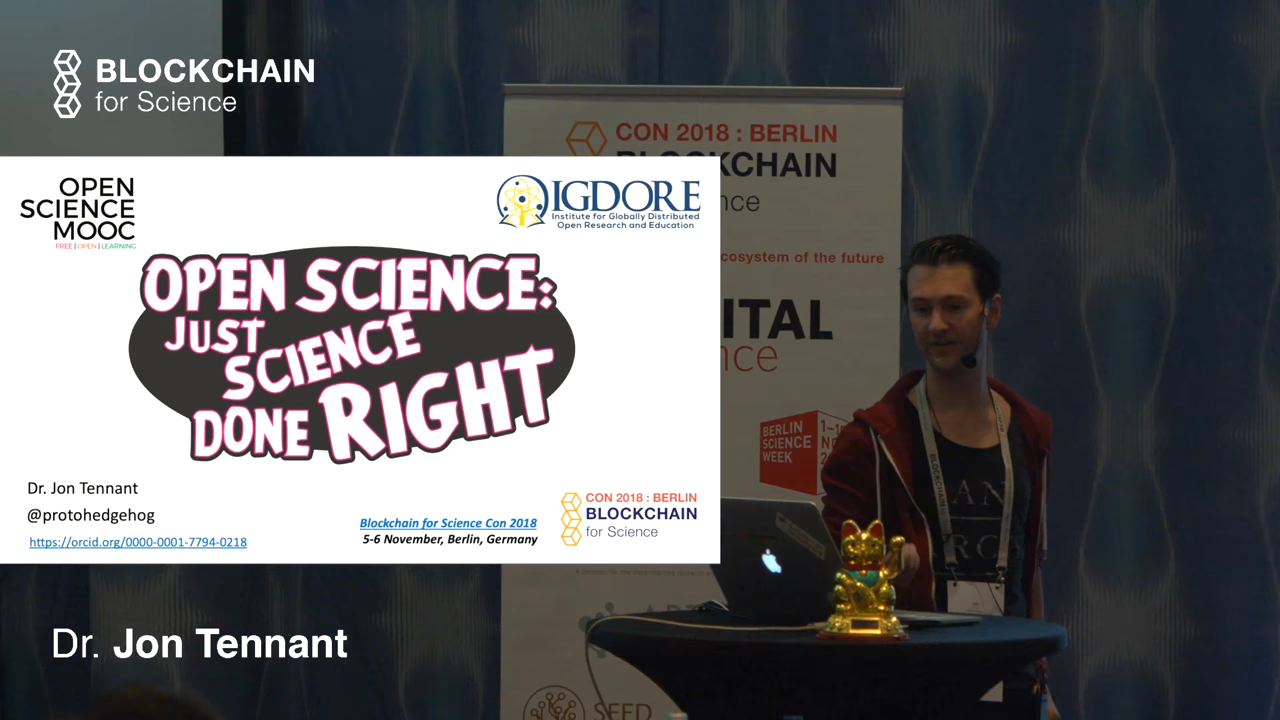 BLOCKCHAIN
for Science
CON 2018 : BERLIN
BLOCKCHAIN
cosystem of the future
ITAL
BERLIN
SCIENCE
WEEK
OPEN
SCIENCE
MOOC
FREE | OPEN | LEARNING
IGDORE
Institute for Globally Distributed
Open Research and Education
OPEN SCIENCE:
JUST
SCIENCE
DONE RIGHT
Dr. Jon Tennant
@protohedgehog
https://orcid.org/0000-0001-7794-0218
Blockchain for Science Con 2018
5-6 November, Berlin, Germany
CON 2018 : BERLIN
BLOCKCHAIN
for Science
BLOCKCHAIN
SEED
Dr. Jon Tennant